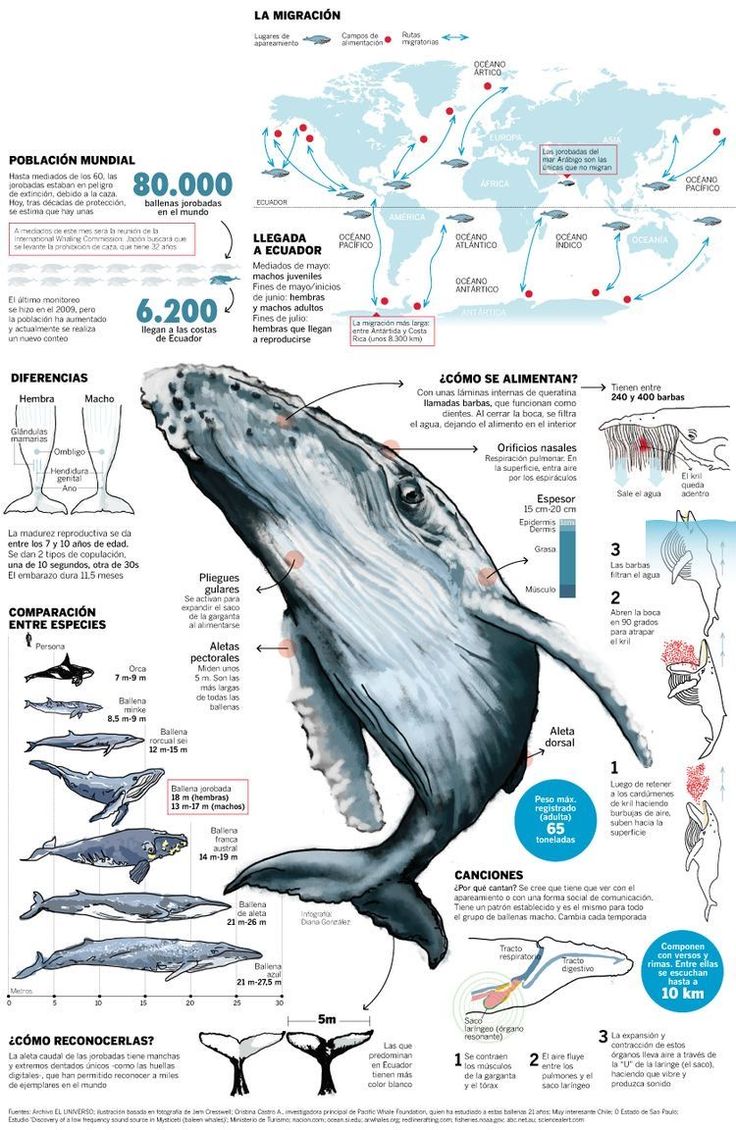 LA MIGRACIÓN
Lugares de
apareamiento
Campos de
alimentación
Rutas
migratorias
OCÉANO
ÁRTICO
EUROPA
ASIA
Las jorobadas del
mar Arábigo son las
únicas que no migran
ÁFRICA
OCÉANO
PACÍFICO
ECUADOR
AMÉRICA
OCÉANO
PACÍFICO
OCÉANO
ATLÁNTICO
OCÉANO
ÍNDICO
OCEANÍA
OCÉANO
ANTÁRTICO
ANTÁRTIDA
La migración más larga:
entre Antártida y Costa
Rica (unos 8.300 km)
POBLACIÓN MUNDIAL
Hasta mediados de los 60, las
jorobadas estaban en peligro
de extinción, debido a la caza.
Hoy, tras décadas de protección,
se estima que hay unas
80.000
ballenas jorobadas
en el mundo
A mediados de este mes será la reunión de la
International Whaling Commission: Japón buscará que
se levante la prohibición de caza, que tiene 32 años
El último monitoreo
se hizo en el 2009, pero
la población ha aumentado
y actualmente se realiza
un nuevo conteo
6.200
llegan a las costas
de Ecuador
LLEGADA
A ECUADOR
Mediados de mayo:
machos juveniles
Fines de mayo/inicios
de junio: hembras
y machos adultos
Fines de julio:
hembras que llegan
a reproducirse
DIFERENCIAS
Hembra
Macho
Glándulas
mamarias
Ombligo
Hendidura
genital
Ano
La madurez reproductiva se da
entre los 7 y 10 años de edad.
Se dan 2 tipos de copulación,
una de 10 segundos, otra de 30s
El embarazo dura 11,5 meses
¿CÓMO SE ALIMENTAN?
Con unas láminas internas de queratina
llamadas barbas, que funcionan como
dientes. Al cerrar la boca, se filtra
el agua, dejando el alimento en el interior
Tienen entre
240 y 400 barbas
Sale el agua
El kril
queda
adentro
Orificios nasales
Respiración pulmonar. En
la superficie, entra aire
por los espiráculos
Espesor
15 cm-20 cm
Epidermis
1cm
Dermis
Grasa
Músculo
3
Las barbas
filtran el agua
2
Abren la boca
en 90 grados
para atrapar
el kril
1
Luego de retener
a los cardúmenes
de kril haciendo
burbujas de aire,
suben hacia la
superficie
Pliegues
gulares
Se activan para
expandir el saco
de la garganta
al alimentarse
Aletas
pectorales
Miden unos
5 m. Son las
más largas
de todas las
ballenas
Aleta
dorsal
Peso máx.
registrado
(adulta)
65
toneladas
COMPARACIÓN
ENTRE ESPECIES
Persona
Orca
7 m-9 m
Ballena
minke
8.5 m-9 m
Ballena
rorcual sei
12 m-15 m
Ballena jorobada
18 m (hembras)
13 m-17 m (machos)
Ballena
franca
austral
14 m-19 m
Ballena
de aleta
21 m-26 m
Ballena
azul
21 m-27,5 m
Metros
0 5 10 15 20 25 30
Infografía:
Diana González
CANCIONES
¿Por qué cantan? Se cree que tiene que ver con el
apareamiento o con una forma social de comunicación.
Tiene un patrón establecido y es el mismo para todo
el grupo de ballenas macho. Cambia cada temporada
Tracto
respiratorio
Tracto
digestivo
Saco
laríngeo (órgano
resonante)
Componen
con versos y
rimas. Entre ellas
se escuchan
hasta a
10 km
1 Se contraen
los músculos
de la garganta
y el tórax
2 El aire fluye
entre los
pulmones y el
saco laríngeo
3 La expansión y
contracción de estos
órganos lleva aire a través de
la "U" de la laringe (el saco),
haciendo que vibre y
produzca sonido
¿CÓMO RECONOCERLAS?
La aleta caudal de las jorobadas tiene manchas
y extremos dentados únicos -como las huellas
digitales-, que han permitido reconocer a miles
de ejemplares en el mundo
5m
Las que
predominan
en Ecuador
tienen más
color blanco
Fuentes: Archivo EL UNIVERSO; ilustración basada en fotografía de Jem Cresswell; Cristina Castro A., investigadora principal de Pacific Whale Foundation, quien ha estudiado a estas ballenas 21 años; Muy interesante Chile; O Estado de Sao Paulo;
Estudio 'Discovery of a low frequency sound source in Mysticeti (baleen whales)'; Ministerio de Turismo; nacion.com; ocean.si.edu; arwhales.org; redlinerafting.com; fisheries.noaa.gov; abc.net.au; sciencealert.com